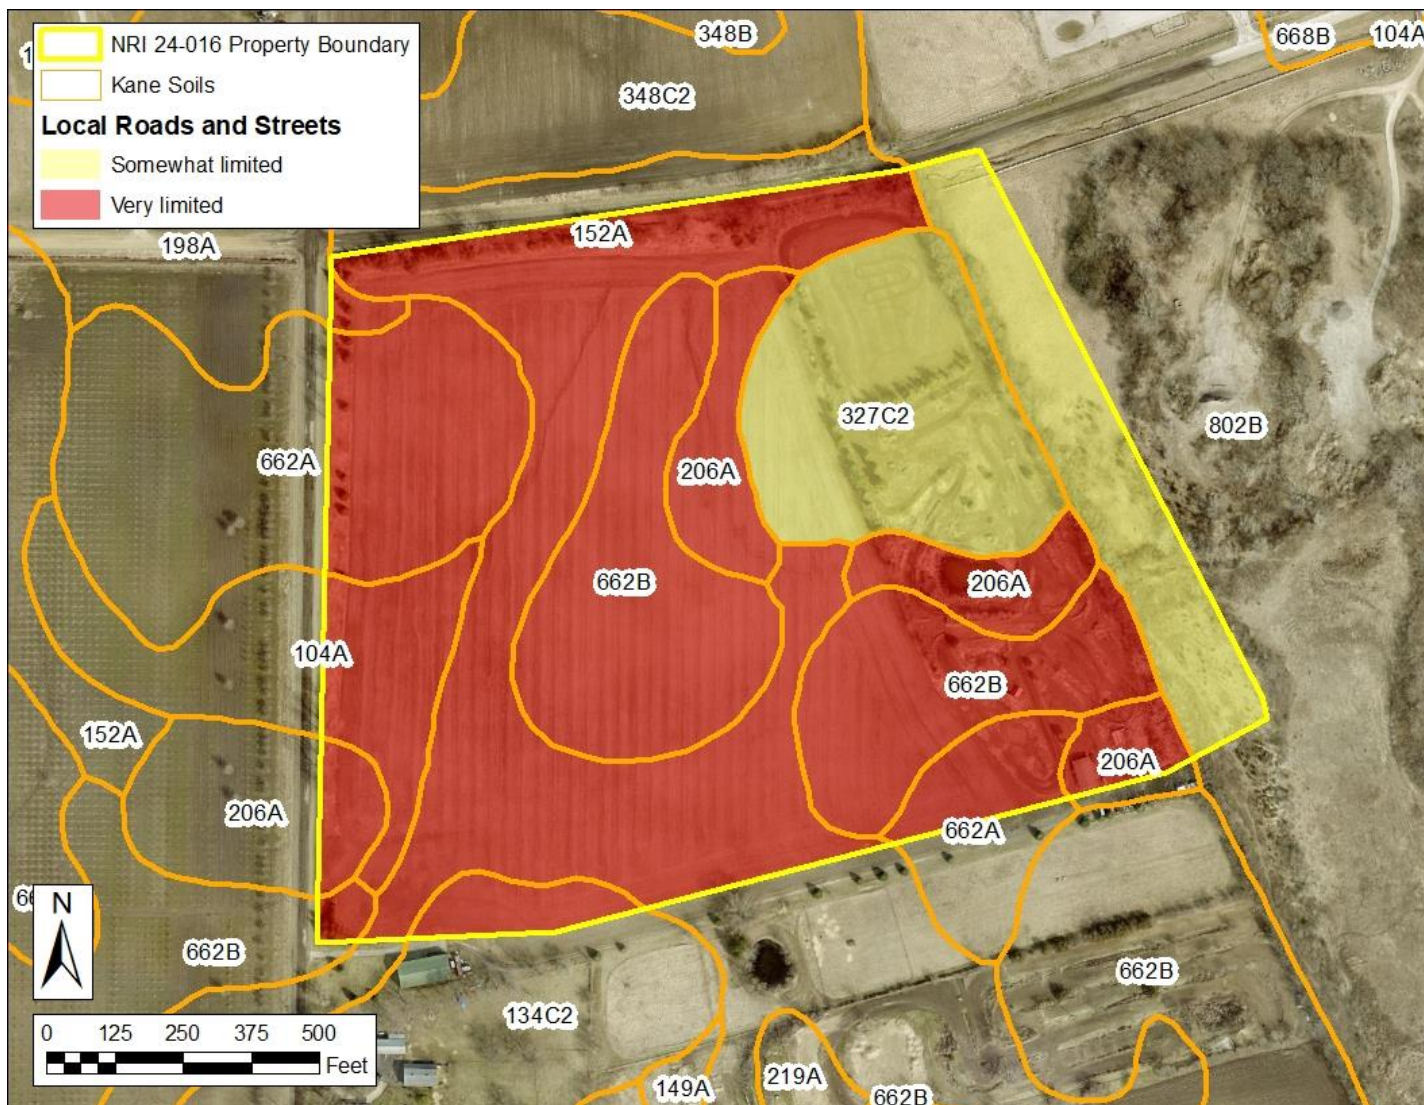 NRI 24-016 Property Boundary
Kane Soils
Local Roads and Streets
Somewhat limited
Very limited
348B
668B
104A
348C2
198A
152A
327C2
802B
662A
206A
662B
206A
104A
662B
152A
206A
206A
662A
662B
662B
134C2
149A
219A
662B
N
0 125 250 375 500
Feet